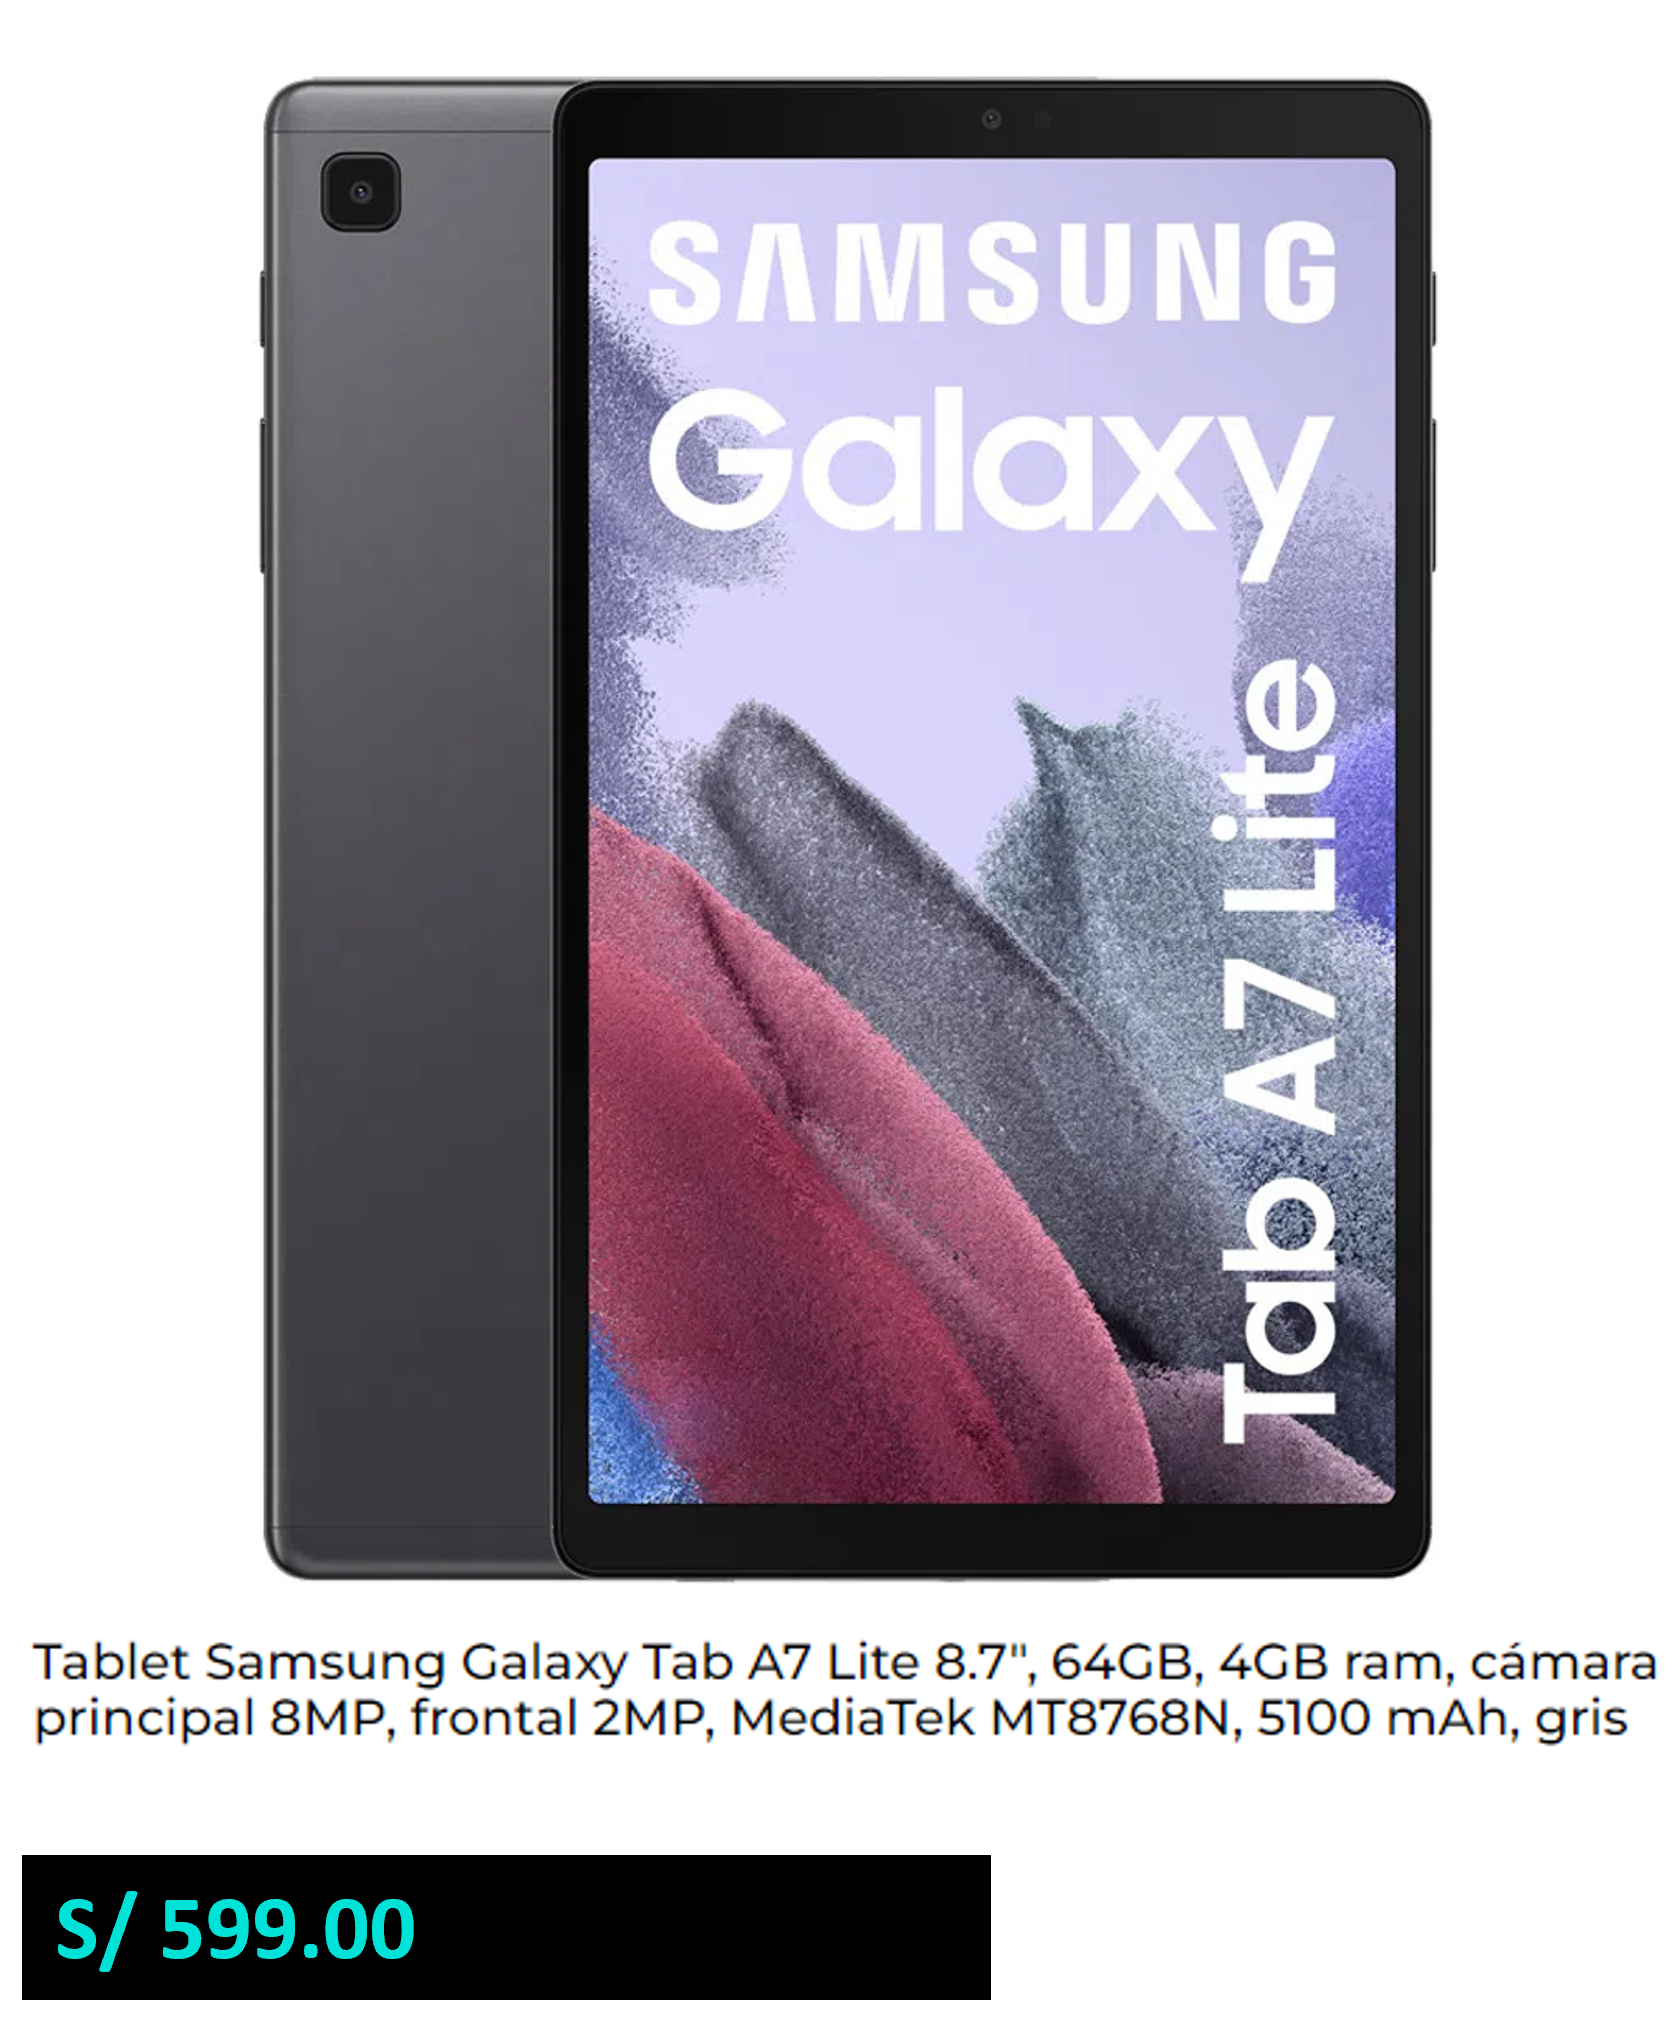 SAMSUNG
Galaxy
Tab A7 Lite
Tablet Samsung Galaxy Tab A7 Lite 8.7", 64GB, 4GB ram, cámara
principal 8MP, frontal 2MP, MediaTek MT8768N, 5100 mAh, gris
S/ 599.00